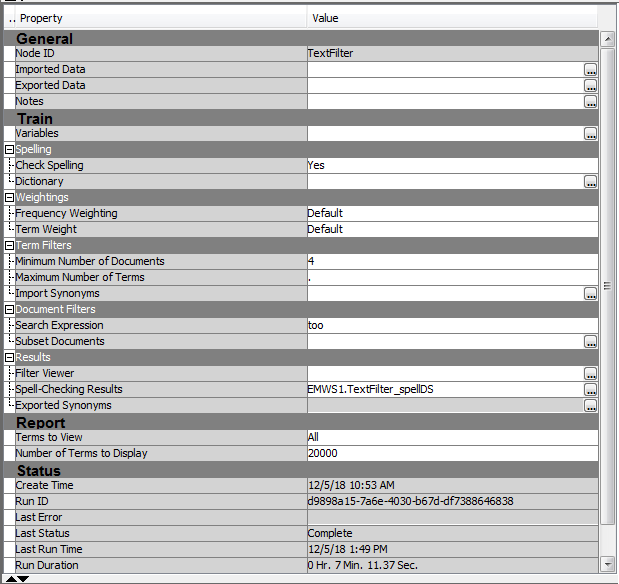 .. Property Value
General
Node ID TextFilter
Imported Data ...
Exported Data ...
Notes ...
Train
Variables ...
Spelling
Check Spelling Yes
Dictionary ...
Weightings
Frequency Weighting Default
Term Weight Default
Term Filters
Minimum Number of Documents 4
Maximum Number of Terms .
Import Synonyms ...
Document Filters
Search Expression too
Subset Documents ...
Results
Filter Viewer ...
Spell-Checking Results EMWS1.TextFilter_spellDS ...
Exported Synonyms ...
Report
Terms to View All
Number of Terms to Display 20000
Status
Create Time 12/5/18 10:53 AM
Run ID d9898a15-7a6e-4030-b67d-df7388646838
Last Error
Last Status Complete
Last Run Time 12/5/18 1:49 PM
Run Duration 0 Hr. 7 Min. 11.37 Sec.